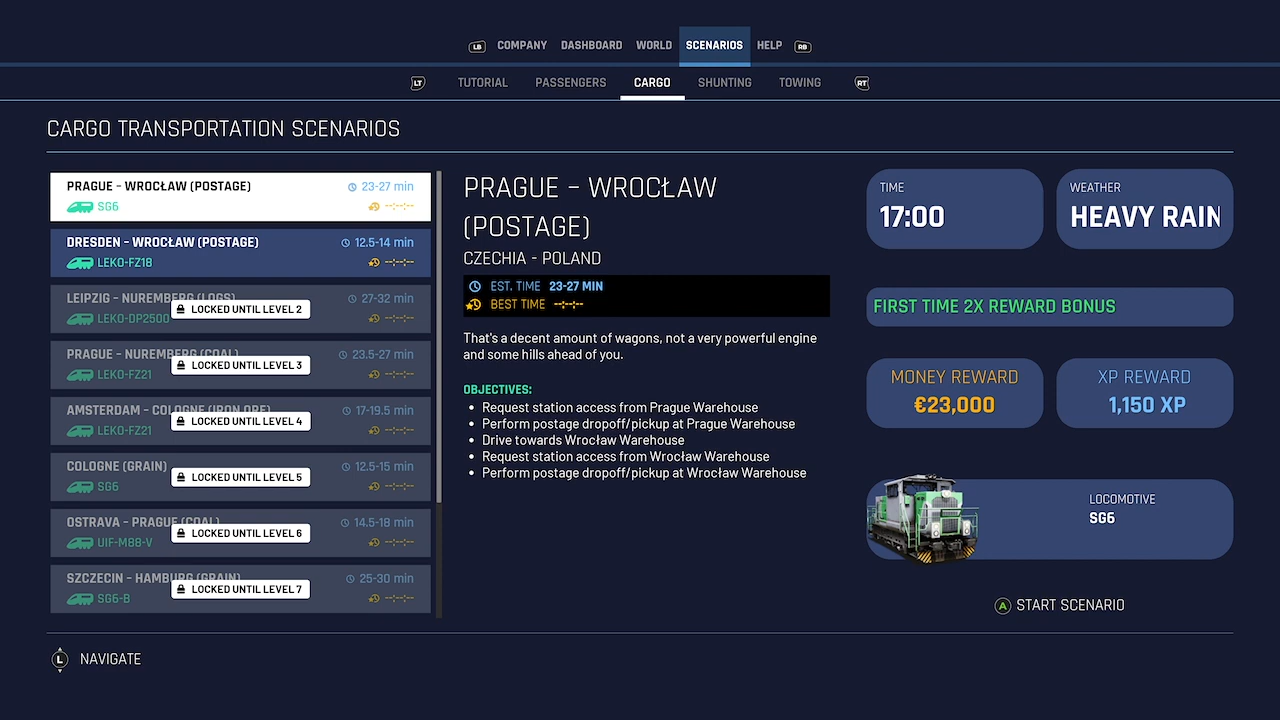 LB COMPANY DASHBOARD WORLD SCENARIOS HELP RB
LT TUTORIAL PASSENGERS CARGO SHUNTING TOWING RT
CARGO TRANSPORTATION SCENARIOS
PRAGUE – WROCŁAW (POSTAGE) 23-27 min
SG6 --:--:--
DRESDEN – WROCŁAW (POSTAGE) 12.5-14 min
LEKO-FZ18 --:--:--
LEIPZIG – NUREMBERG (LOGS) 27-32 min
LOCKED UNTIL LEVEL 2
LEKO-DP2500 --:--:--
PRAGUE – NUREMBERG (COAL) 23.5-27 min
LOCKED UNTIL LEVEL 3
LEKO-FZ21 --:--:--
AMSTERDAM – COLOGNE (IRON ORE) 17-19.5 min
LOCKED UNTIL LEVEL 4
LEKO-FZ21 --:--:--
COLOGNE (GRAIN) 12.5-15 min
LOCKED UNTIL LEVEL 5
SG6 --:--:--
OSTRAVA – PRAGUE (COAL) 14.5-18 min
LOCKED UNTIL LEVEL 6
UIF-M88-V --:--:--
SZCZECIN – HAMBURG (GRAIN) 25-30 min
LOCKED UNTIL LEVEL 7
SG6-B --:--:--
PRAGUE – WROCŁAW
(POSTAGE)
CZECHIA - POLAND
EST. TIME 23-27 MIN
BEST TIME --:--:--
That's a decent amount of wagons, not a very powerful engine
and some hills ahead of you.
OBJECTIVES:
• Request station access from Prague Warehouse
• Perform postage dropoff/pickup at Prague Warehouse
• Drive towards Wrocław Warehouse
• Request station access from Wrocław Warehouse
• Perform postage dropoff/pickup at Wrocław Warehouse
TIME
17:00
WEATHER
HEAVY RAIN
FIRST TIME 2X REWARD BONUS
MONEY REWARD
€23,000
XP REWARD
1,150 XP
LOCOMOTIVE
SG6
A START SCENARIO
L NAVIGATE